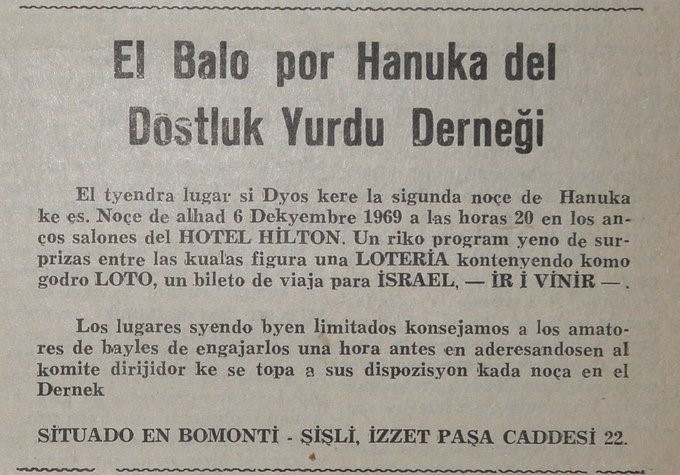 El Balo por Hanuka del
Dostluk Yurdu Derneği
El tyendra lugar si Dyos kere la sigunda noçe de Hanuka
ke es. Noçe de alhad 6 Dekyembre 1969 a las horas 20 en los an-
ços salones del HOTEL HİLTON. Un riko program yeno de sur-
prizas entre las kualas figura una LOTERİA kontenyendo komo
godro LOTO, un bileto de viaja para İSRAEL, — İR İ VİNİR —.
Los lugares syendo byen limitados konsejamos a los amato-
res de bayles de engajarlos una hora antes en aderesandosen al
komite dirijidor ke se topa a sus dispozisyon kada noça en el
Dernek
SİTUADO EN BOMONTİ - ŞİŞLİ, İZZET PAŞA CADDESİ 22.